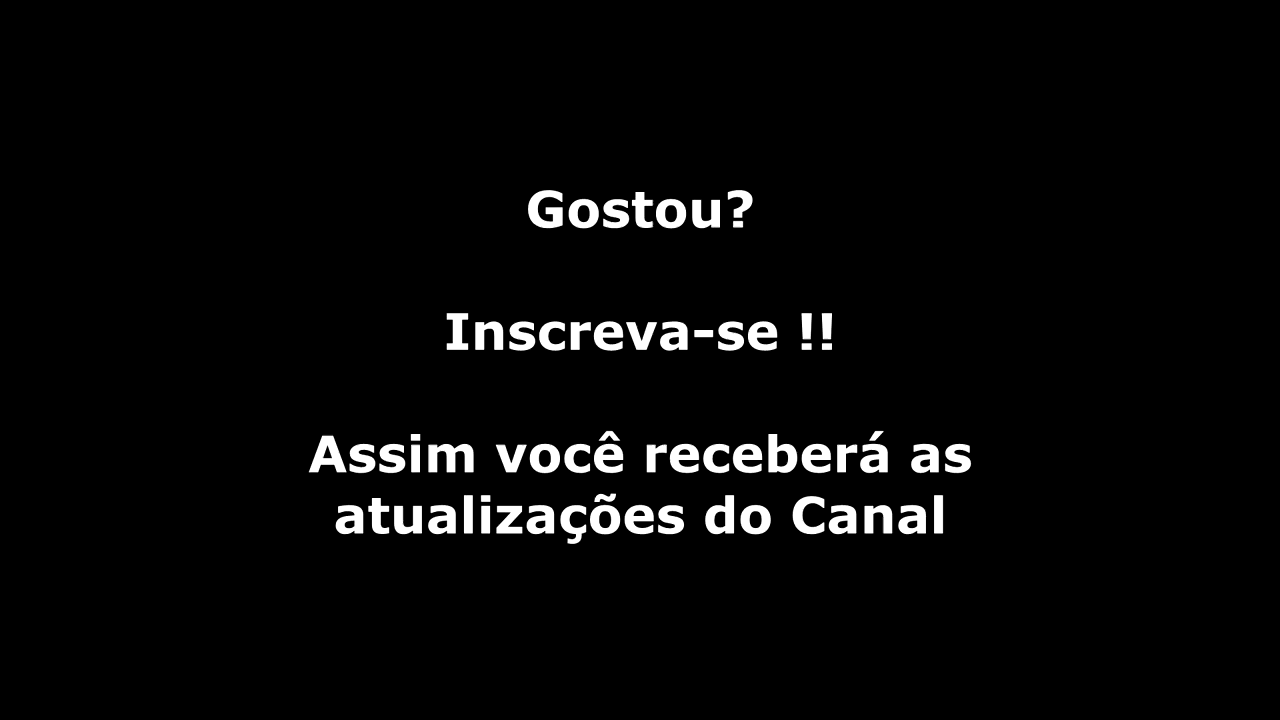 Gostou?
Inscreva-se !!
Assim você receberá as
atualizações do Canal